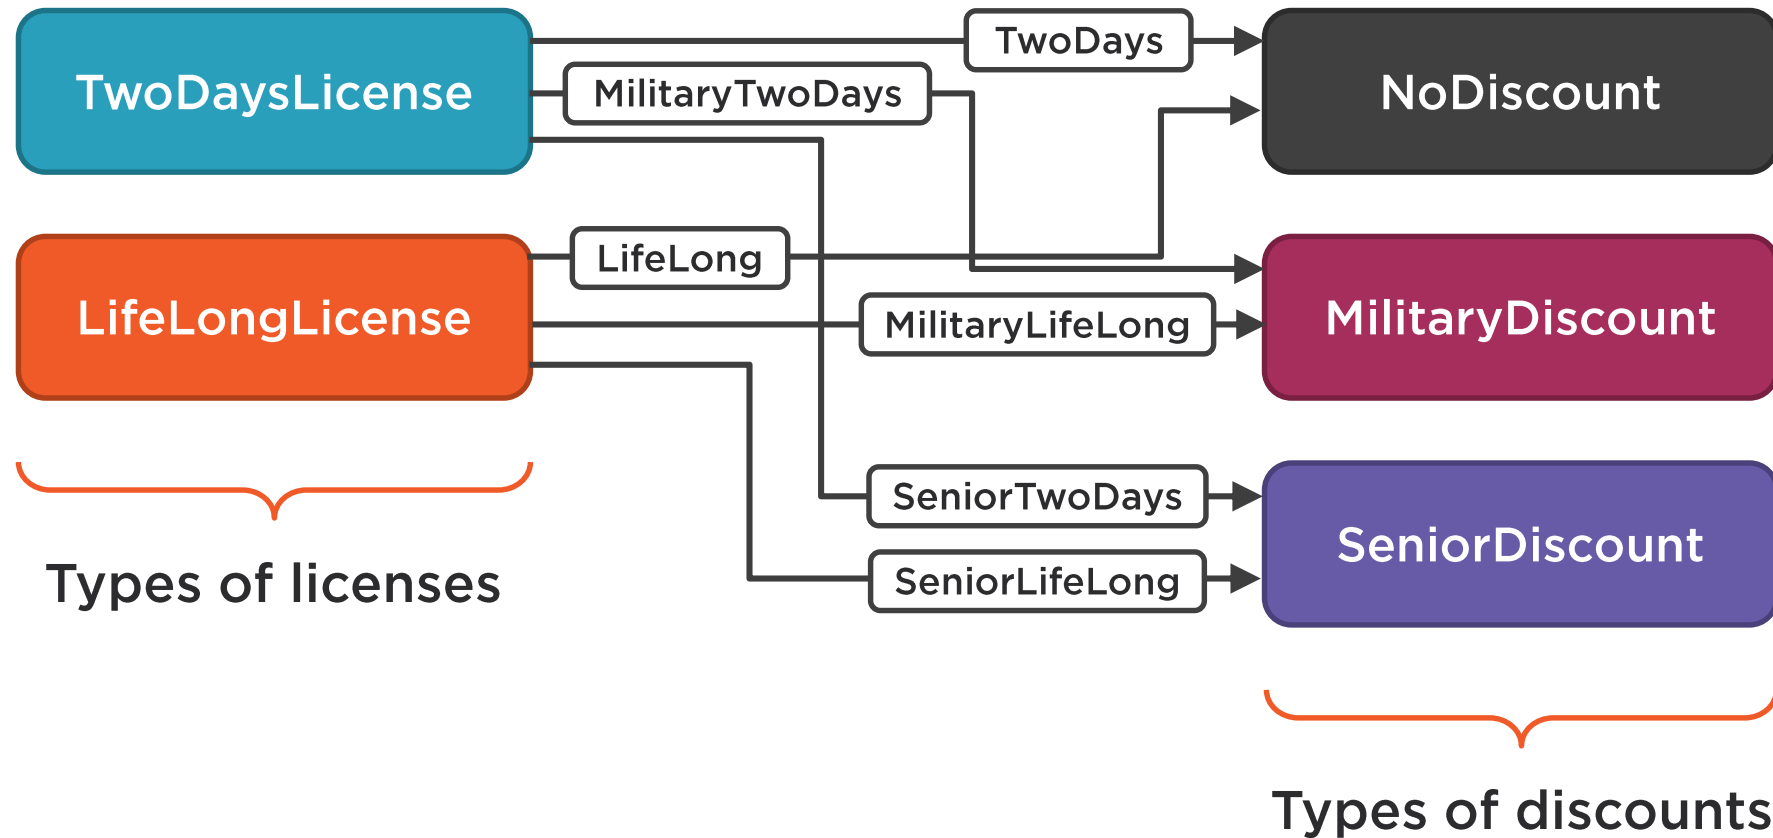 TwoDays
TwoDaysLicense
MilitaryTwoDays
NoDiscount
LifeLong
LifeLongLicense
MilitaryLifeLong
MilitaryDiscount
SeniorTwoDays
SeniorDiscount
SeniorLifeLong
Types of licenses
Types of discounts